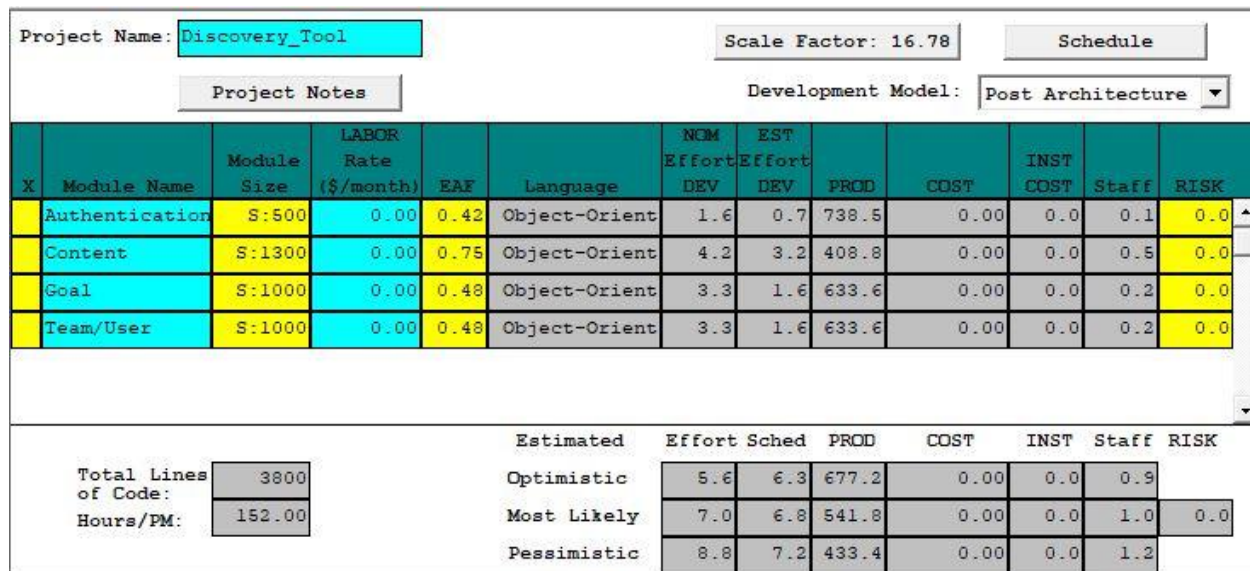 Project Name: Discovery_Tool
Scale Factor: 16.78
Schedule
Project Notes
Development Model: Post Architecture
X Module Name Module Size LABOR Rate ($/month) EAF Language NOM Effort DEV EST Effort DEV PROD COST INST COST Staff RISK
Authentication S:500 0.00 0.42 Object-Orient 1.6 0.7 738.5 0.00 0.0 0.1 0.0
Content S:1300 0.00 0.75 Object-Orient 4.2 3.2 408.8 0.00 0.0 0.5 0.0
Goal S:1000 0.00 0.48 Object-Orient 3.3 1.6 633.6 0.00 0.0 0.2 0.0
Team/User S:1000 0.00 0.48 Object-Orient 3.3 1.6 633.6 0.00 0.0 0.2 0.0
Total Lines of Code: 3800
Hours/PM: 152.00
Estimated Effort Sched PROD COST INST Staff RISK
Optimistic 5.6 6.3 677.2 0.00 0.0 0.9
Most Likely 7.0 6.8 541.8 0.00 0.0 1.0 0.0
Pessimistic 8.8 7.2 433.4 0.00 0.0 1.2